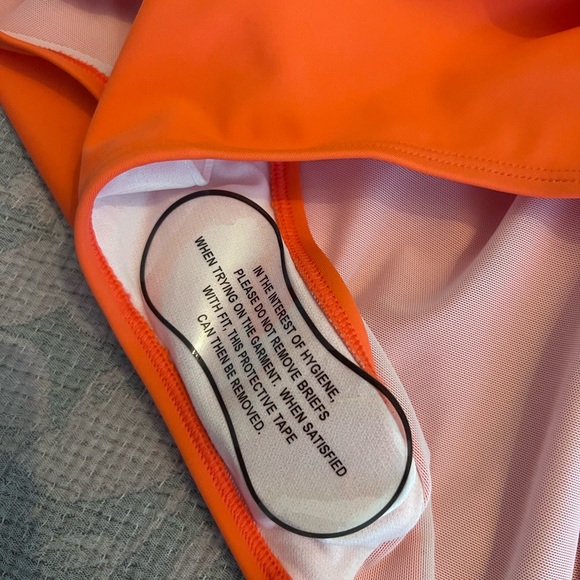 IN THE INTEREST OF HYGIENE,
PLEASE DO NOT REMOVE BRIEFS
WHEN TRYING ON THE GARMENT. WHEN SATISFIED
WITH FIT. THIS PROTECTIVE TAPE
CAN THEN BE REMOVED.